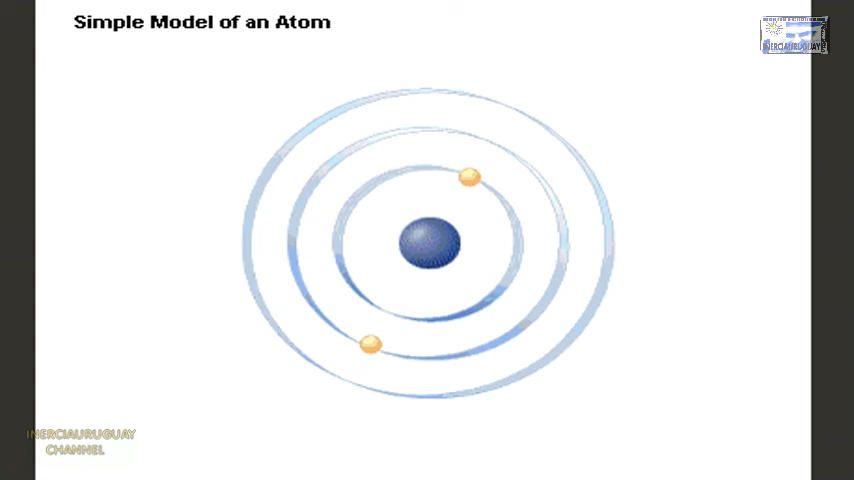 Simple Model of an Atom
INERCIAURUGUAY
INERCIAURUGUAY
CHANNEL